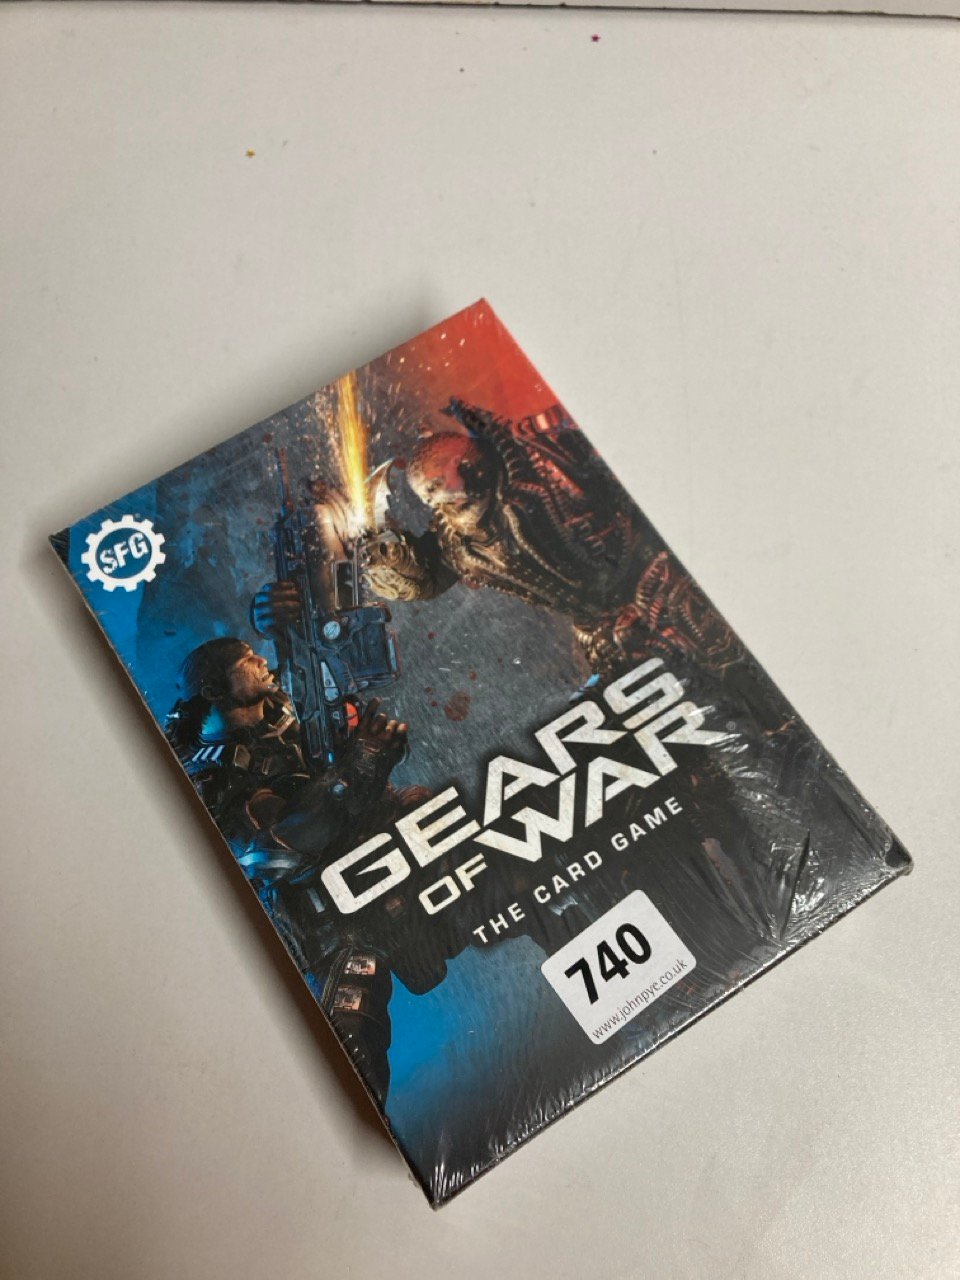 SFG
GEARS
OF WAR®
THE CARD GAME
740
www.johnpye.co.uk